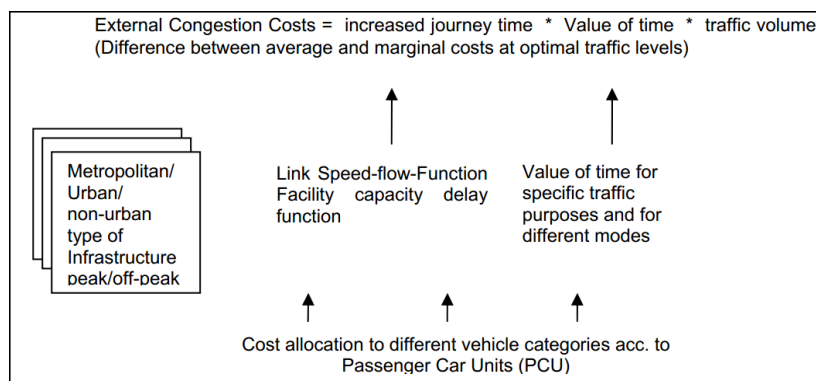 External Congestion Costs = increased journey time * Value of time * traffic volume
(Difference between average and marginal costs at optimal traffic levels)
Metropolitan/
Urban/
non-urban
type of
Infrastructure
peak/off-peak
Link Speed-flow-Function
Facility capacity delay
function
Value of time for
specific traffic
purposes and for
different modes
Cost allocation to different vehicle categories acc. to
Passenger Car Units (PCU)